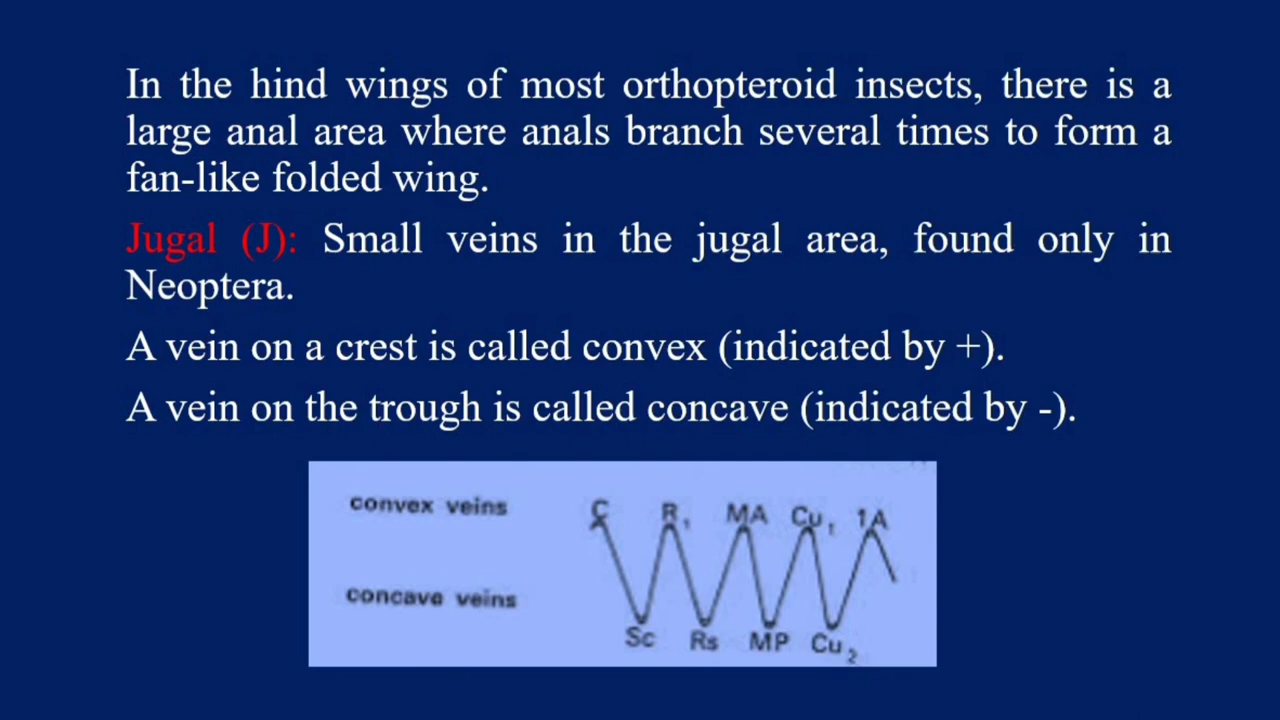 In the hind wings of most orthopteroid insects, there is a
large anal area where anals branch several times to form a
fan-like folded wing.
Jugal (J): Small veins in the jugal area, found only in
Neoptera.
A vein on a crest is called convex (indicated by +).
A vein on the trough is called concave (indicated by -).
convex veins C R₁ MA Cu₁ 1A
concave veins
Sc Rs MP Cu₂